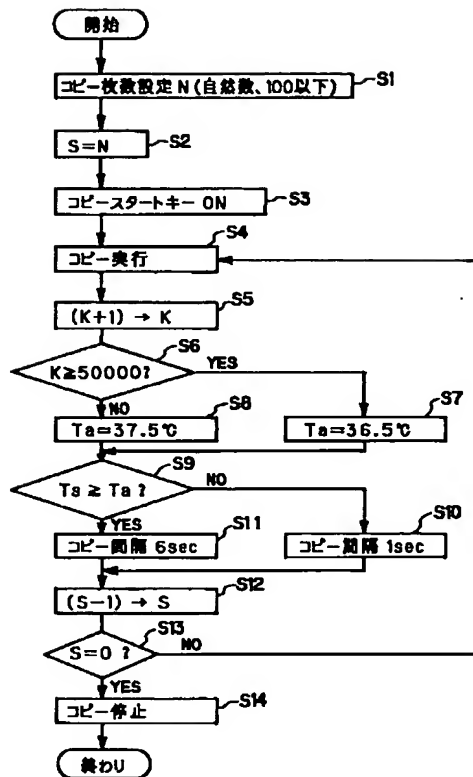 開始
コピー枚数設定 N (自然数、100以下)
S1
S=N
S2
コピースタートキー ON
S3
コピー実行
S4
(K+1) → K
S5
K≧50000?
S6
YES
NO
Ta=37.5℃
S8
Ta=36.5℃
S7
Ts ≧ Ta ?
S9
NO
YES
コピー間隔 6sec
S11
コピー間隔 1sec
S10
(S-1) → S
S12
S=0 ?
S13
NO
YES
コピー停止
S14
終わり